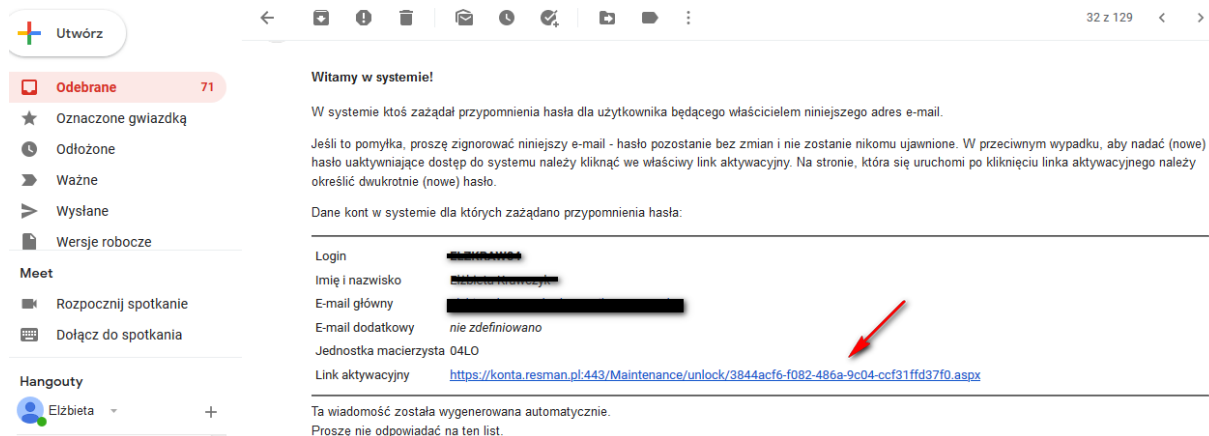 Utwórz
32 z 129
Odebrane 71
Oznaczone gwiazdką
Odłożone
Ważne
Wysłane
Wersje robocze
Meet
Rozpocznij spotkanie
Dołącz do spotkania
Hangouty
Elżbieta
Witamy w systemie!
W systemie ktoś zażądał przypomnienia hasła dla użytkownika będącego właścicielem niniejszego adres e-mail.
Jeśli to pomyłka, proszę zignorować niniejszy e-mail - hasło pozostanie bez zmian i nie zostanie nikomu ujawnione. W przeciwnym wypadku, aby nadać (nowe)
hasło uaktywniające dostęp do systemu należy kliknąć we właściwy link aktywacyjny. Na stronie, która się uruchomi po kliknięciu linka aktywacyjnego należy
określić dwukrotnie (nowe) hasło.
Dane kont w systemie dla których zażądano przypomnienia hasła:
Login
Imię i nazwisko
E-mail główny
E-mail dodatkowy nie zdefiniowano
Jednostka macierzysta 04LO
Link aktywacyjny https://konta.resman.pl:443/Maintenance/unlock/3844acf6-f082-486a-9c04-ccf31ffd37f0.aspx
Ta wiadomość została wygenerowana automatycznie.
Proszę nie odpowiadać na ten list.